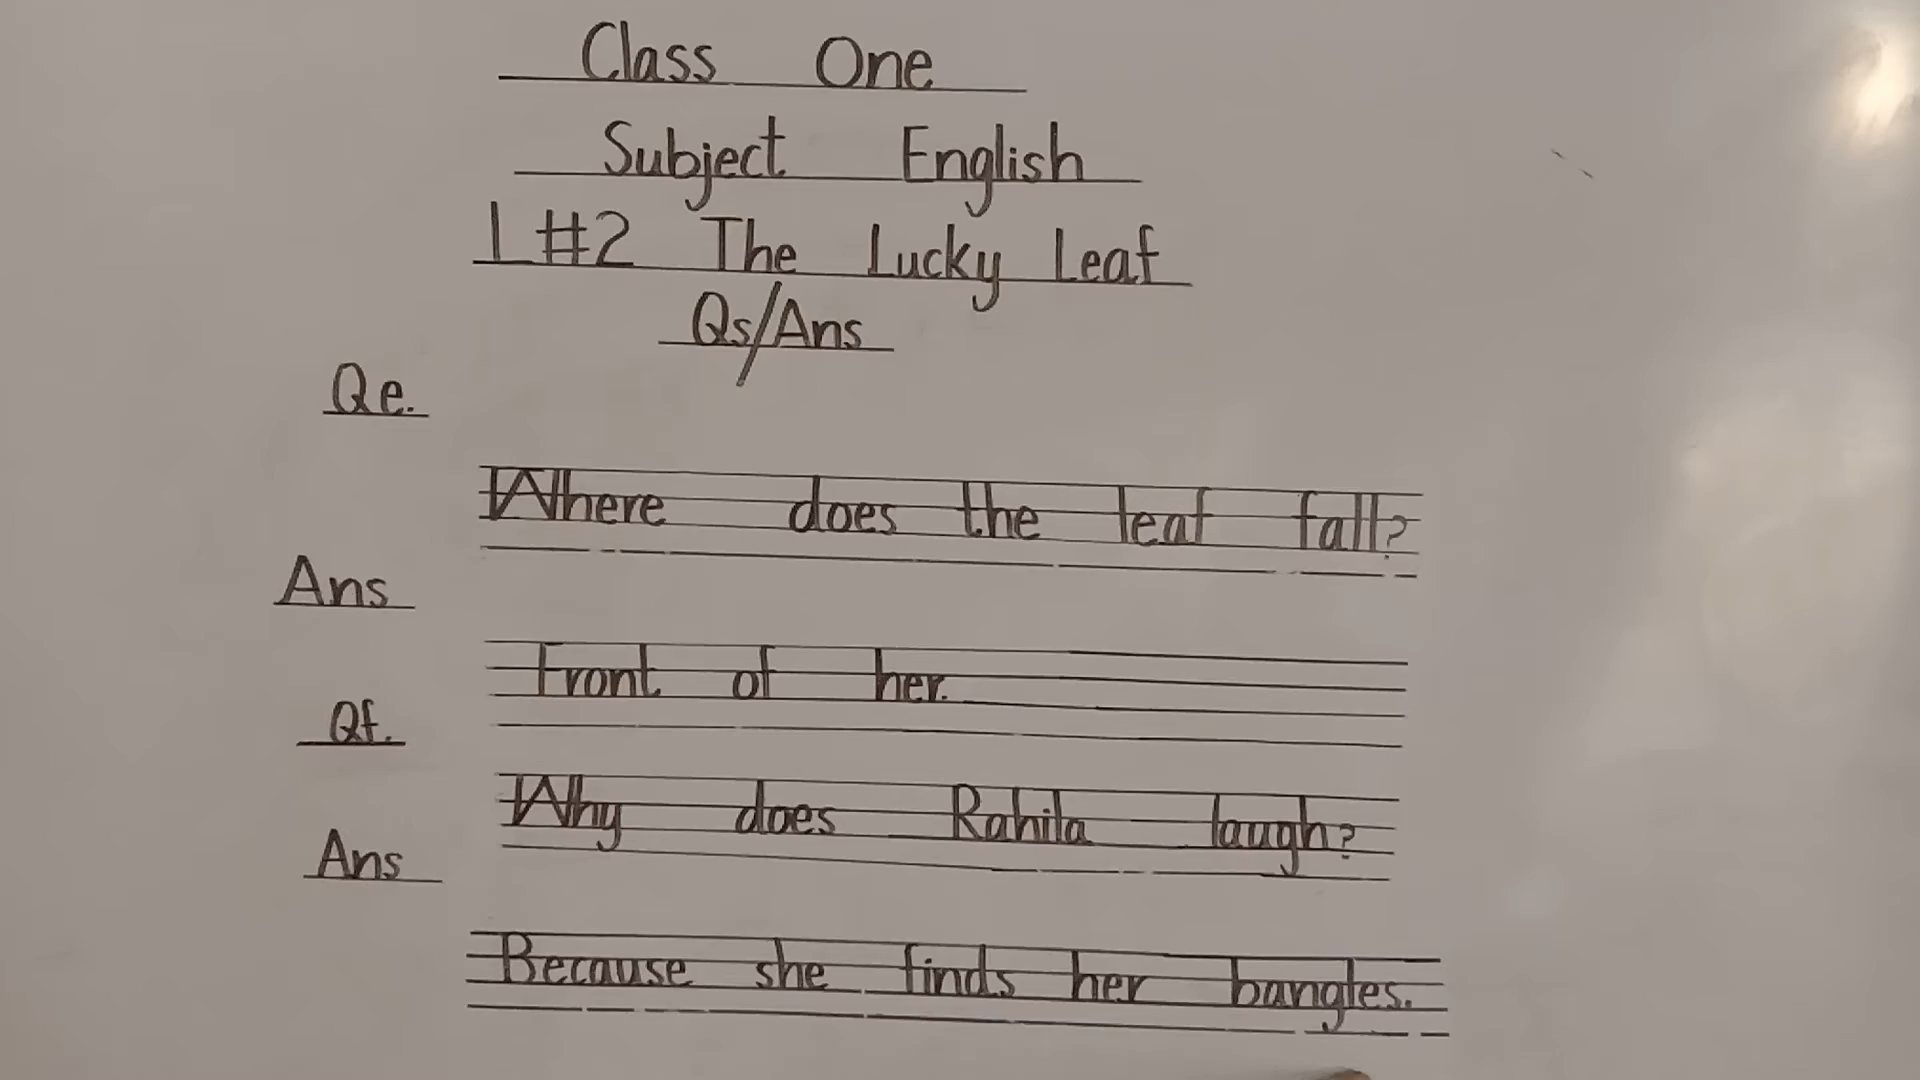 Class One
Subject English
L#2 The Lucky Leaf
Qs/Ans
Qe.
Where does the leaf fall?
Ans
Front of her.
Qf.
Why does Rahila laugh?
Ans
Because she finds her bangles.